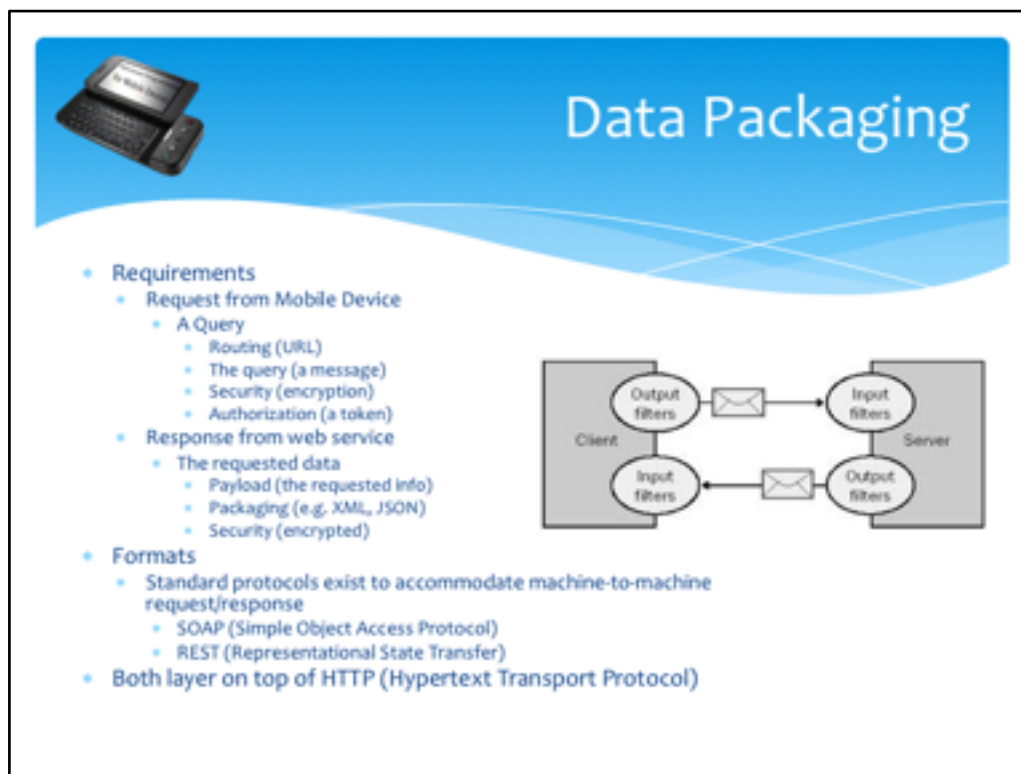 Data Packaging
Requirements
Request from Mobile Device
A Query
Routing (URL)
The query (a message)
Security (encryption)
Authorization (a token)
Response from web service
The requested data
Payload (the requested info)
Packaging (e.g. XML, JSON)
Security (encrypted)
Formats
Standard protocols exist to accommodate machine-to-machine
request/response
SOAP (Simple Object Access Protocol)
REST (Representational State Transfer)
Both layer on top of HTTP (Hypertext Transport Protocol)
Client
Output
filters
Input
filters
Server
Input
filters
Output
filters